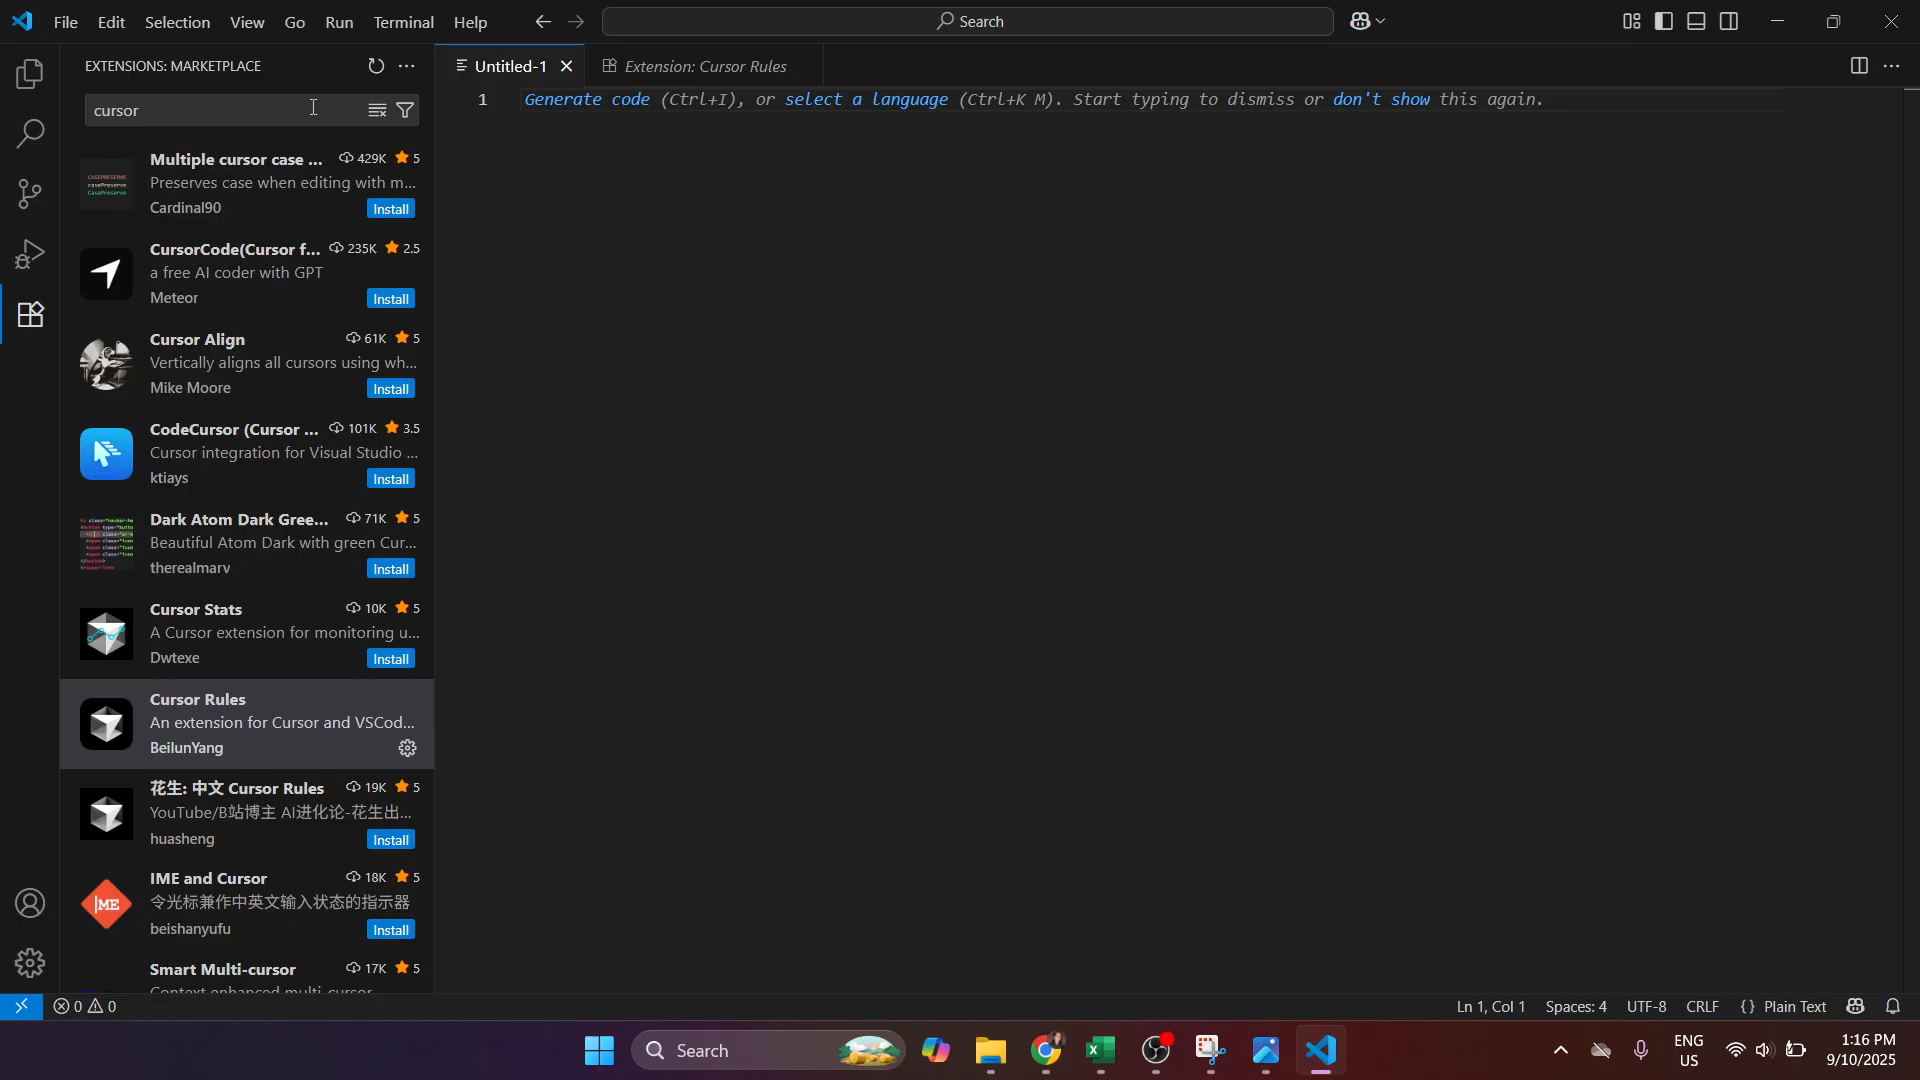 File Edit Selection View Go Run Terminal Help
Search
EXTENSIONS: MARKETPLACE
cursor
Multiple cursor case ... 429K 5
Preserves case when editing with m...
Cardinal90
Install
CursorCode(Cursor f... 235K 2.5
a free AI coder with GPT
Meteor
Install
Cursor Align 61K 5
Vertically aligns all cursors using wh...
Mike Moore
Install
CodeCursor (Cursor ... 101K 3.5
Cursor integration for Visual Studio ...
ktiays
Install
Dark Atom Dark Gree... 71K 5
Beautiful Atom Dark with green Cur...
therealmarv
Install
Cursor Stats 10K 5
A Cursor extension for monitoring u...
Dwtexe
Install
Cursor Rules
An extension for Cursor and VSCod...
BeilunYang
花生: 中文 Cursor Rules 19K 5
YouTube/B站博主 AI进化论-花生出...
huasheng
Install
IME and Cursor 18K 5
令光标兼作中英文输入状态的指示器
beishanyufu
Install
Smart Multi-cursor 17K 5
Context enhanced multi-cursor
Untitled-1
Extension: Cursor Rules
1 Generate code (Ctrl+I), or select a language (Ctrl+K M). Start typing to dismiss or don't show this again.
0 0
Ln 1, Col 1 Spaces: 4 UTF-8 CRLF {} Plain Text
Search
ENG
US
1:16 PM
9/10/2025